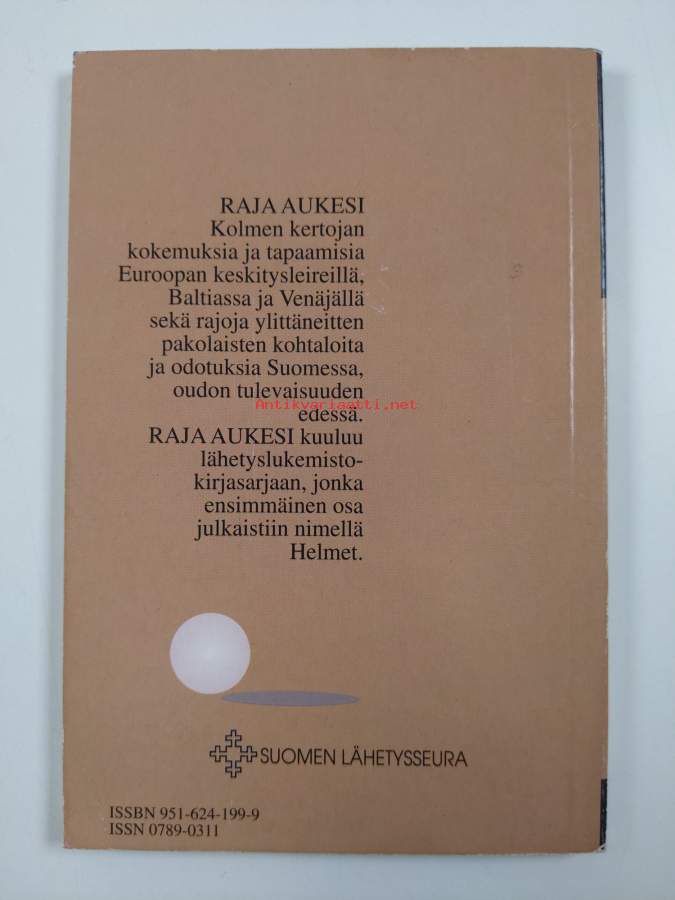 RAJA AUKESI
Kolmen kertojan
kokemuksia ja tapaamisia
Euroopan keskitysleireillä,
Baltiassa ja Venäjällä
sekä rajoja ylittäneitten
pakolaisten kohtaloita
ja odotuksia Suomessa,
oudon tulevaisuuden
Antikvariaatti.net
edessä.
RAJA AUKESI kuuluu
lähetyslukemisto-
kirjasarjaan, jonka
ensimmäinen osa
julkaistiin nimellä
Helmet.
SUOMEN LÄHETYSSEURA
ISSBN 951-624-199-9
ISSN 0789-0311